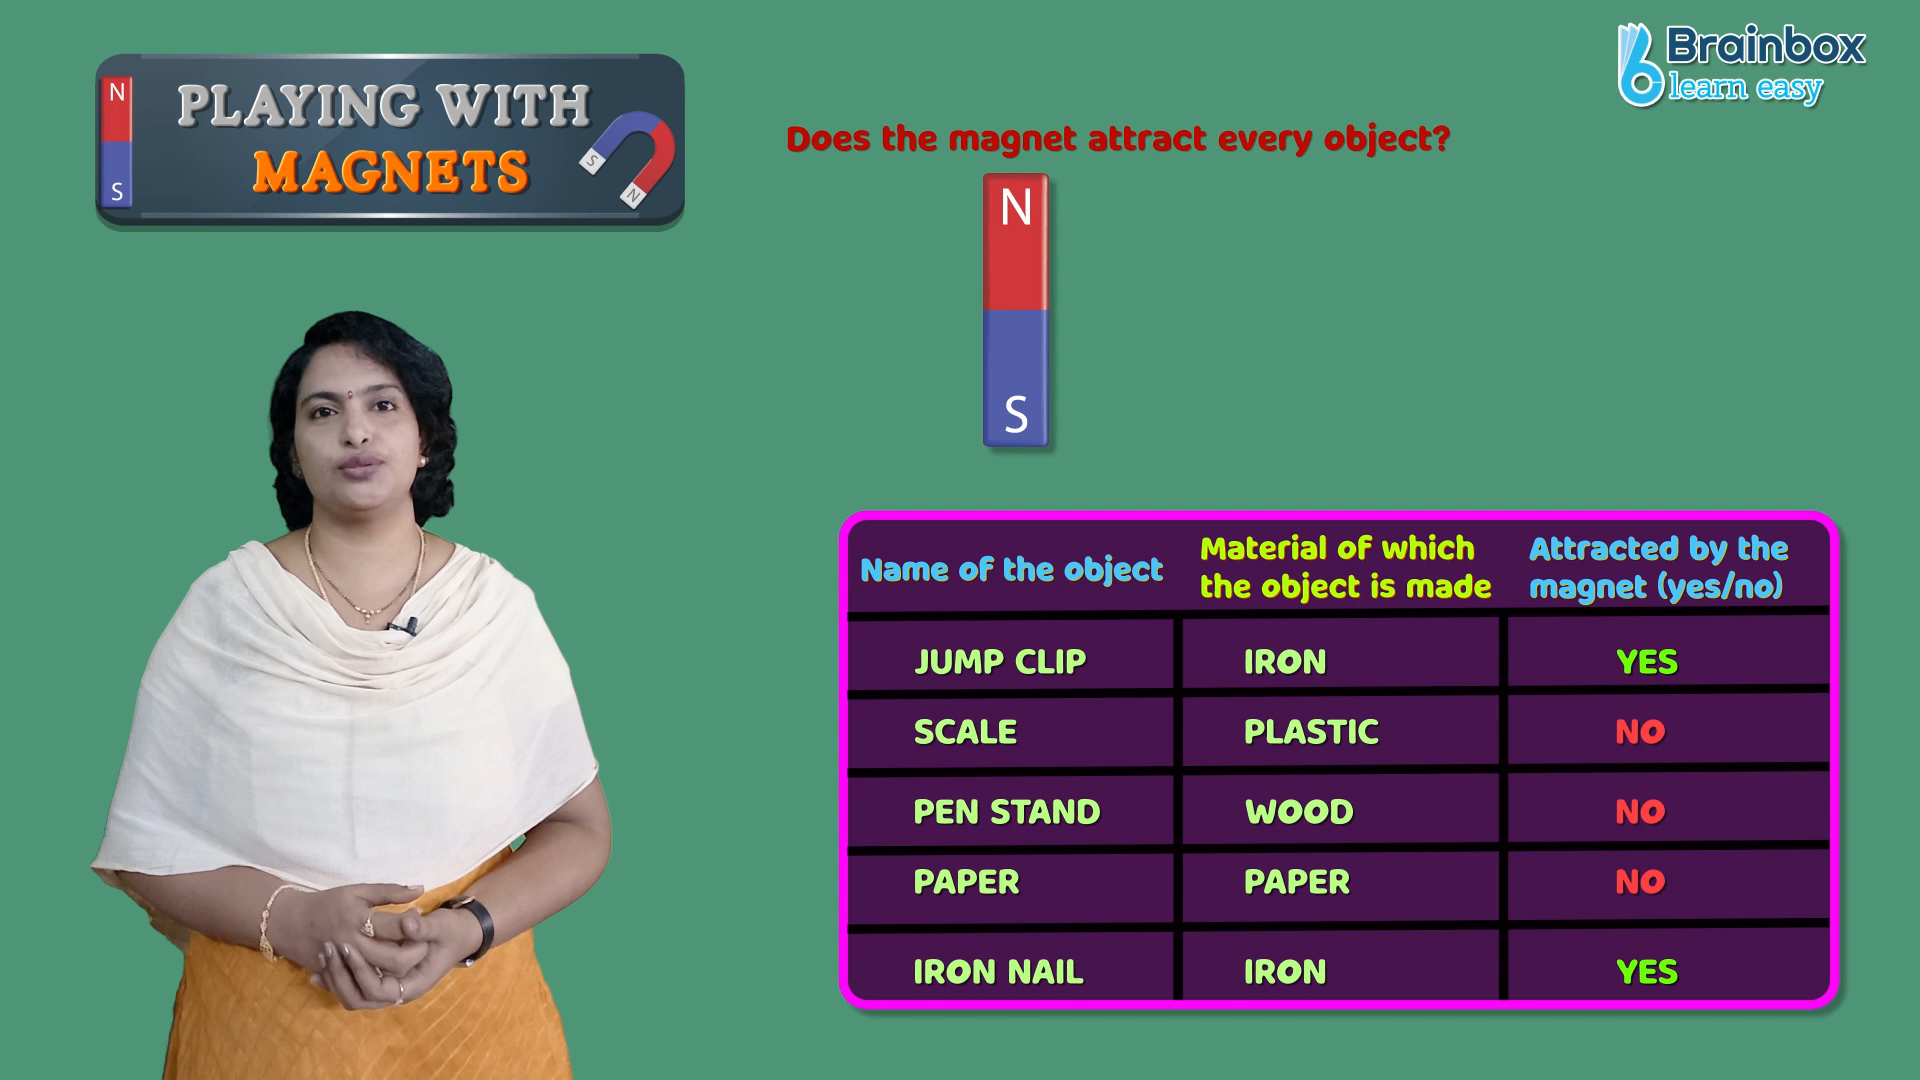 N
S
PLAYING WITH
MAGNETS
S
N
Brainbox
learn easy
Does the magnet attract every object?
N
S
Name of the object
Material of which
the object is made
Attracted by the
magnet (yes/no)
JUMP CLIP IRON YES
SCALE PLASTIC NO
PEN STAND WOOD NO
PAPER PAPER NO
IRON NAIL IRON YES